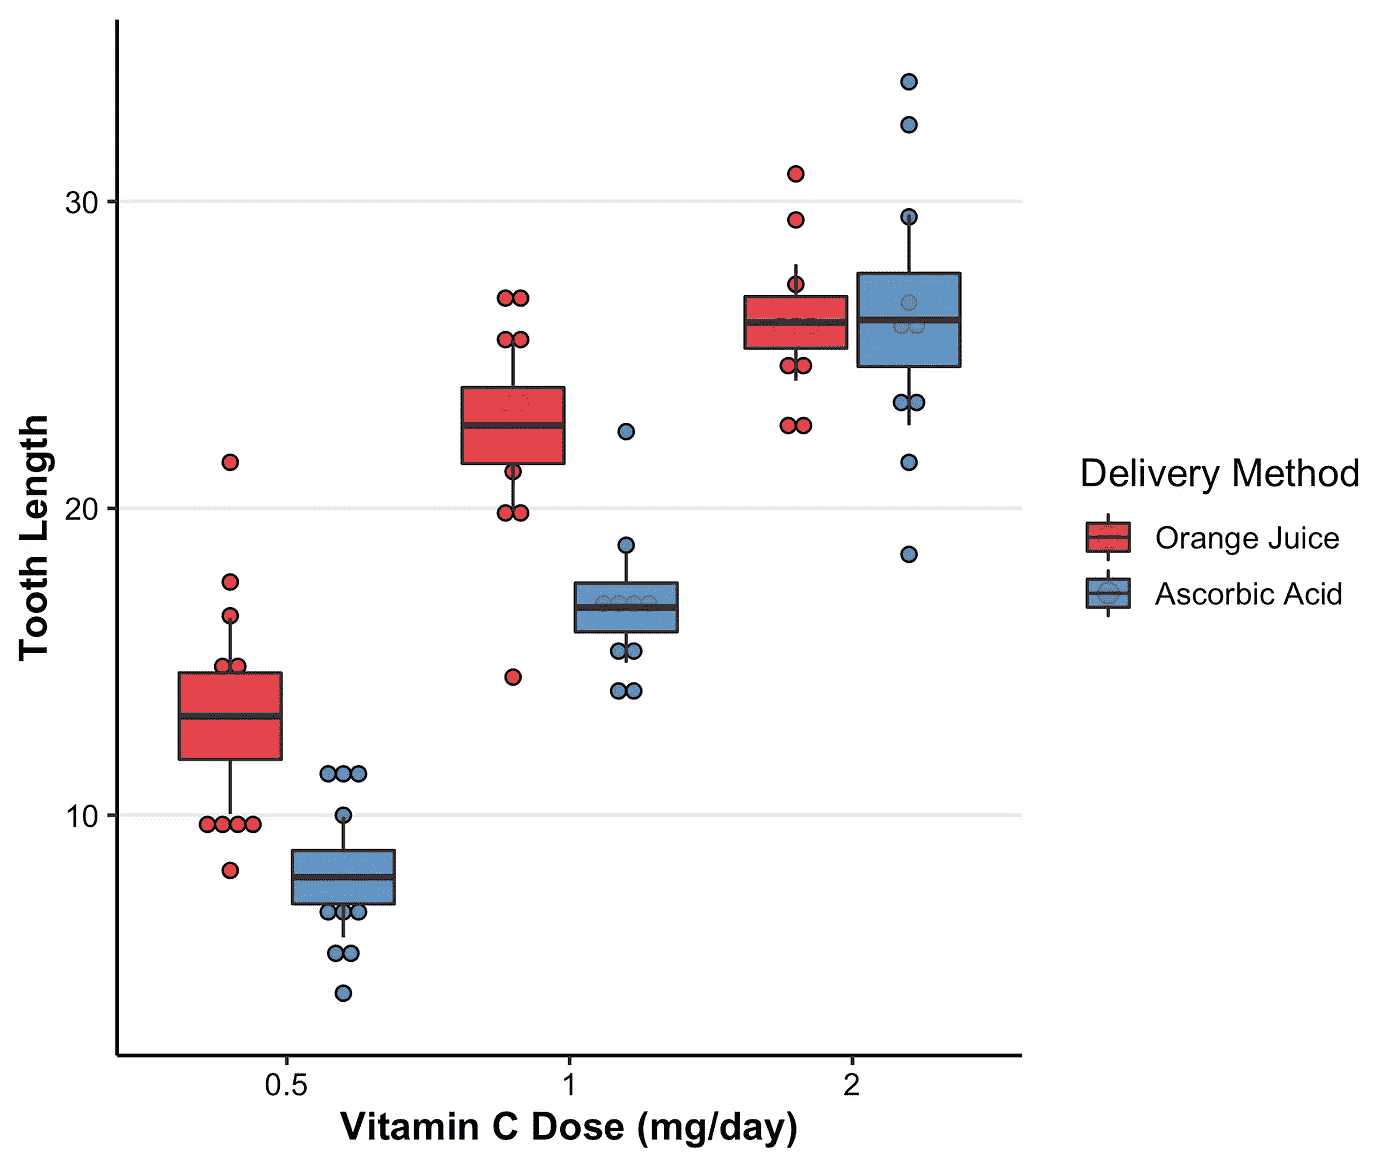 Tooth Length
30
20
10
0.5 1 2
Vitamin C Dose (mg/day)
Delivery Method
Orange Juice
Ascorbic Acid